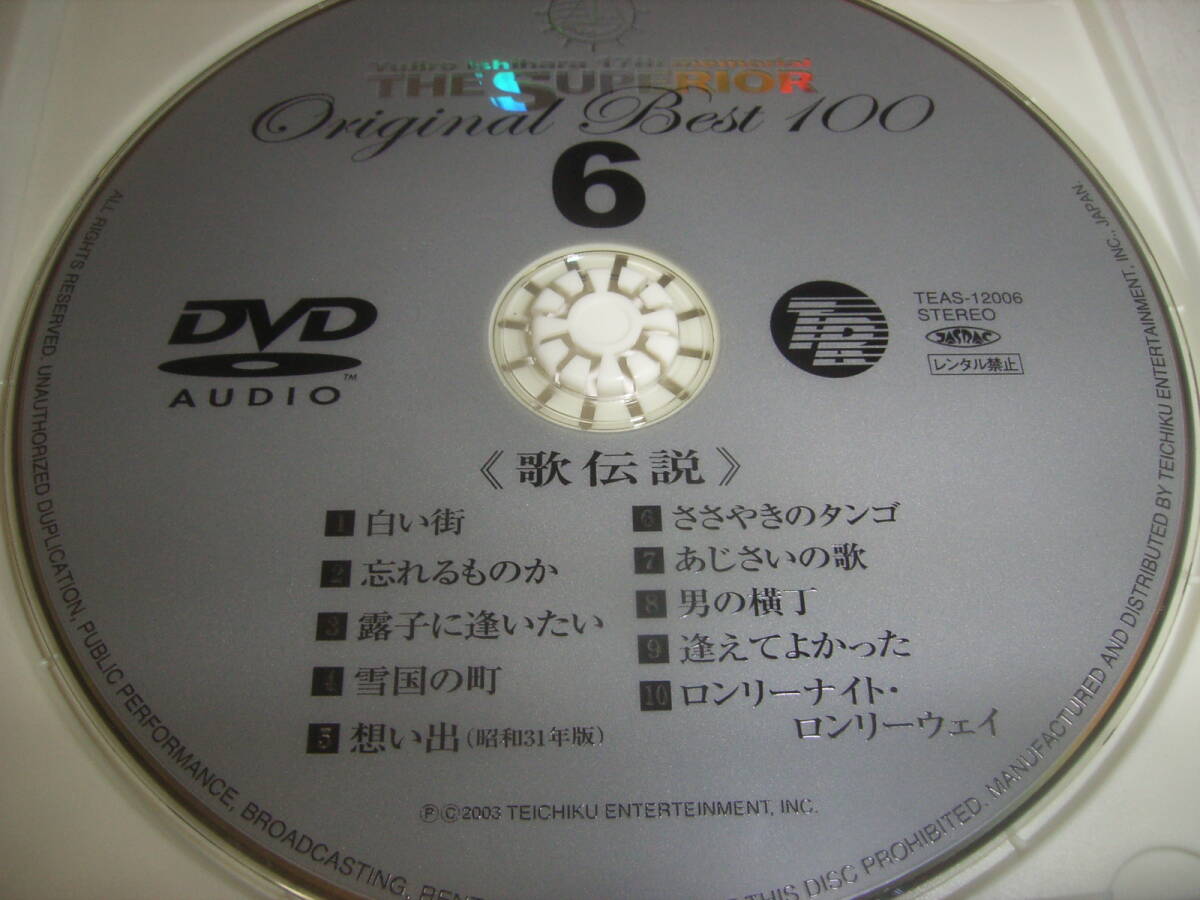 Yujiro Ishihara 17th memorial
THE SUPERIOR
Original Best 100
6
DVD
AUDIO
TM
TEAS-12006
STEREO
JASRAC
レンタル禁止
《歌伝説》
1 白い街
2 忘れるものか
3 露子に逢いたい
4 雪国の町
5 想い出(昭和31年版)
6 ささやきのタンゴ
7 あじさいの歌
8 男の横丁
9 逢えてよかった
10 ロンリーナイト・
ロンリーウェイ
ⓅⒸ2003 TEICHIKU ENTERTEINMENT, INC.
ALL RIGHTS RESERVED. UNAUTHORIZED DUPLICATION, PUBLIC PERFORMANCE, BROADCASTING, THIS DISC PROHIBITED. MANUFACTURED AND DISTRIBUTED BY TEICHIKU ENTERTAINMENT, INC., JAPAN.